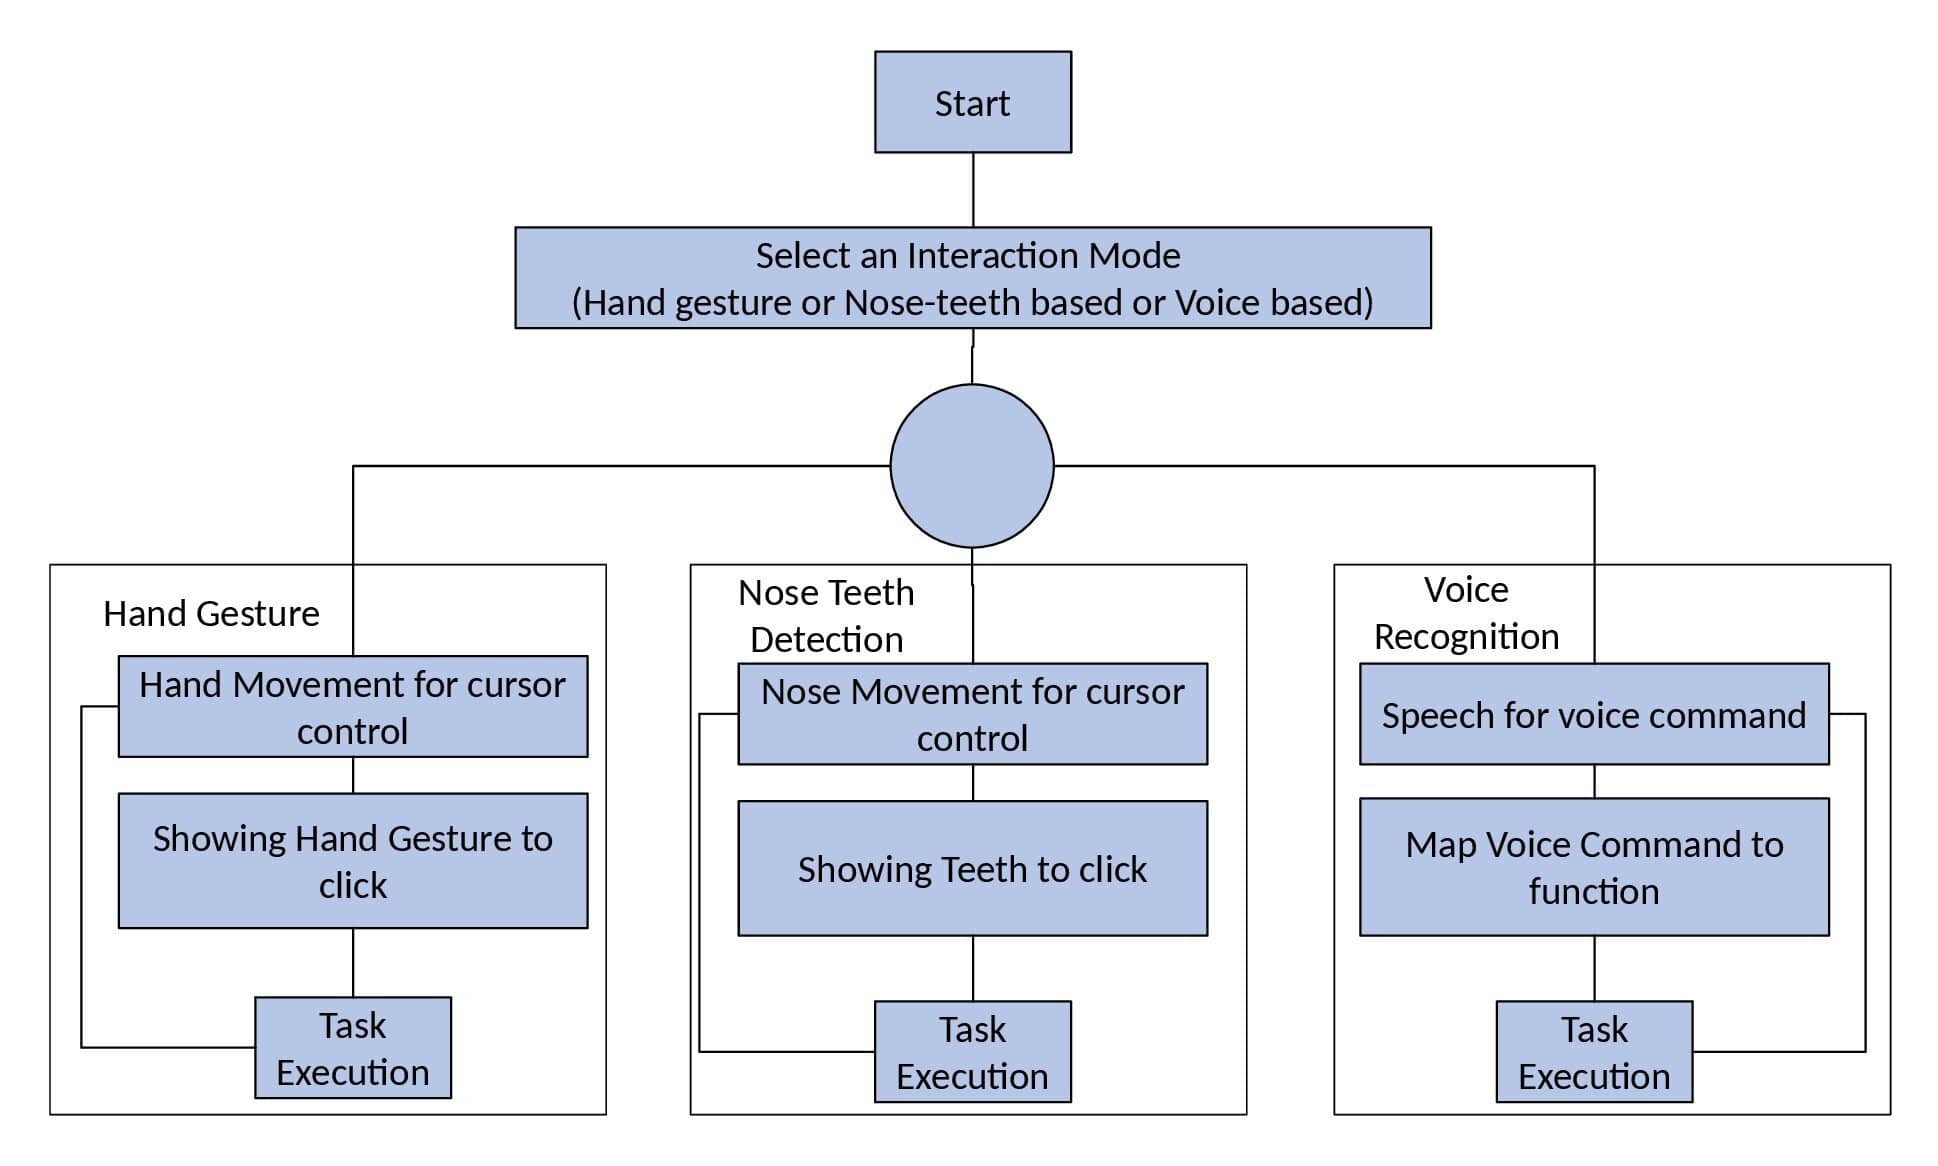 Start
Select an Interaction Mode
(Hand gesture or Nose-teeth based or Voice based)
Hand Gesture
Hand Movement for cursor
control
Showing Hand Gesture to
click
Task
Execution
Nose Teeth
Detection
Nose Movement for cursor
control
Showing Teeth to click
Task
Execution
Voice
Recognition
Speech for voice command
Map Voice Command to
function
Task
Execution